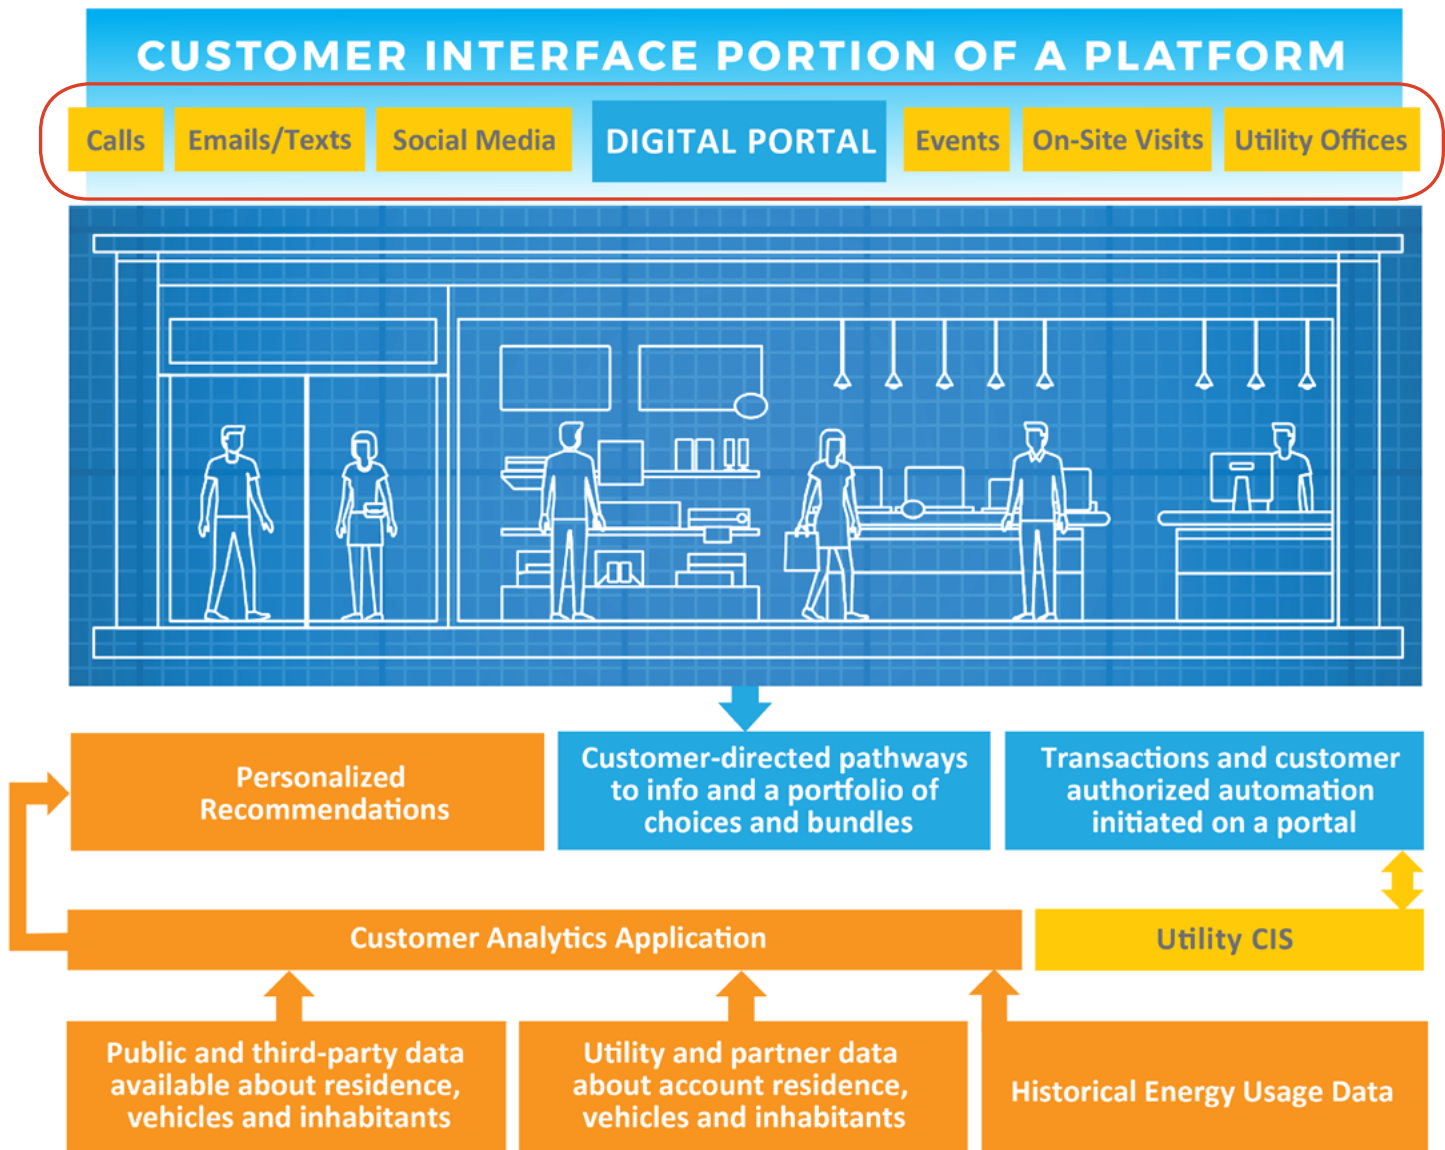 CUSTOMER INTERFACE PORTION OF A PLATFORM
Calls
Emails/Texts
Social Media
DIGITAL PORTAL
Events
On-Site Visits
Utility Offices
Personalized
Recommendations
Customer-directed pathways
to info and a portfolio of
choices and bundles
Transactions and customer
authorized automation
initiated on a portal
Customer Analytics Application
Utility CIS
Public and third-party data
available about residence,
vehicles and inhabitants
Utility and partner data
about account residence,
vehicles and inhabitants
Historical Energy Usage Data